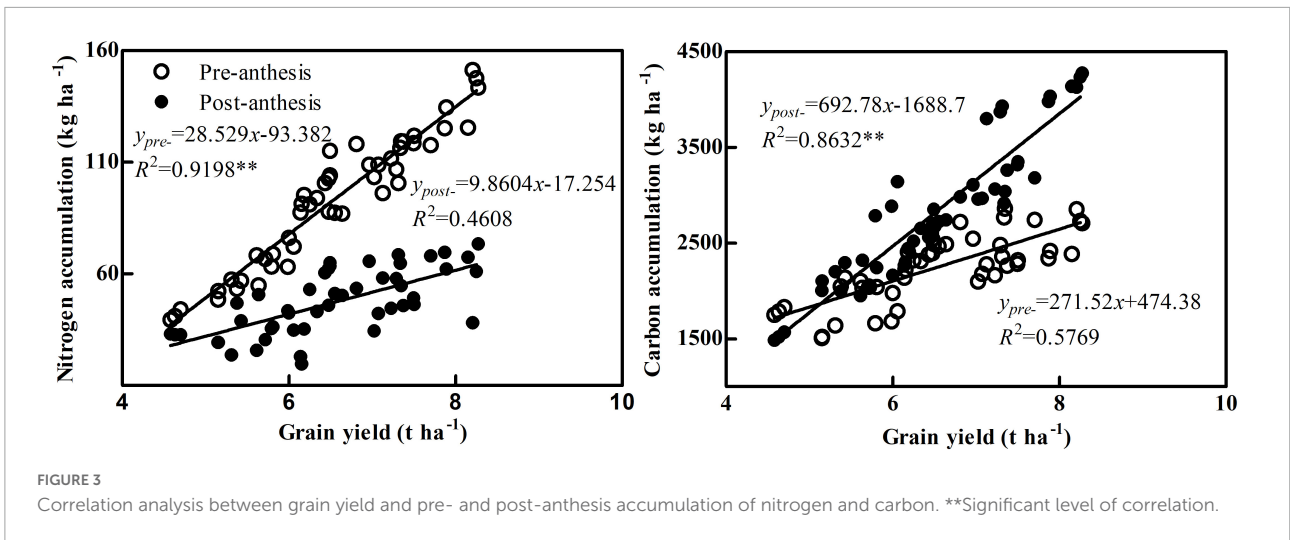 160
110
60
Nitrogen accumulation (kg ha ⁻¹)
Pre-anthesis
Post-anthesis
y_pre-=28.529x-93.382
R²=0.9198**
y_post-=9.8604x-17.254
R²=0.4608
4 6 8 10
Grain yield (t ha⁻¹)
4500
3500
2500
1500
Carbon accumulation (kg ha ⁻¹)
y_post-=692.78x-1688.7
R²=0.8632**
y_pre-=271.52x+474.38
R²=0.5769
4 6 8 10
Grain yield (t ha⁻¹)
FIGURE 3
Correlation analysis between grain yield and pre- and post-anthesis accumulation of nitrogen and carbon. **Significant level of correlation.